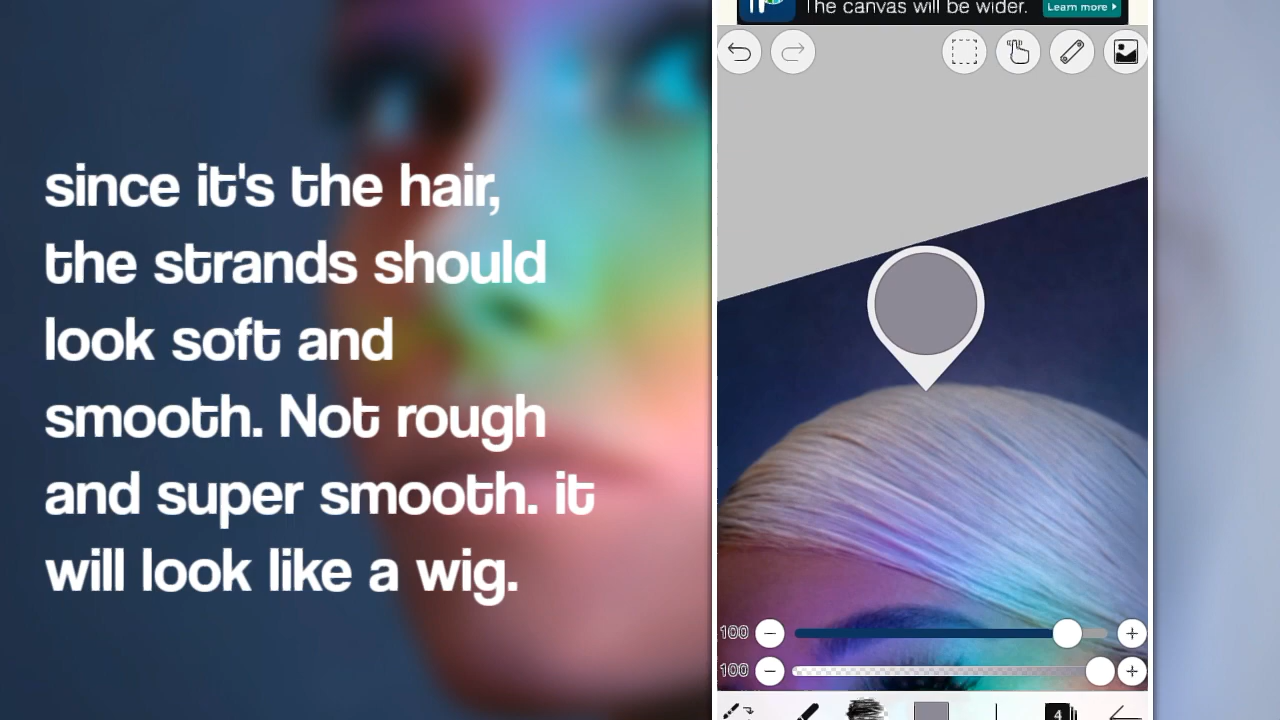 since it's the hair,
the strands should
look soft and
smooth. Not rough
and super smooth. it
will look like a wig.
The canvas will be wider.
Learn more
100
100
4